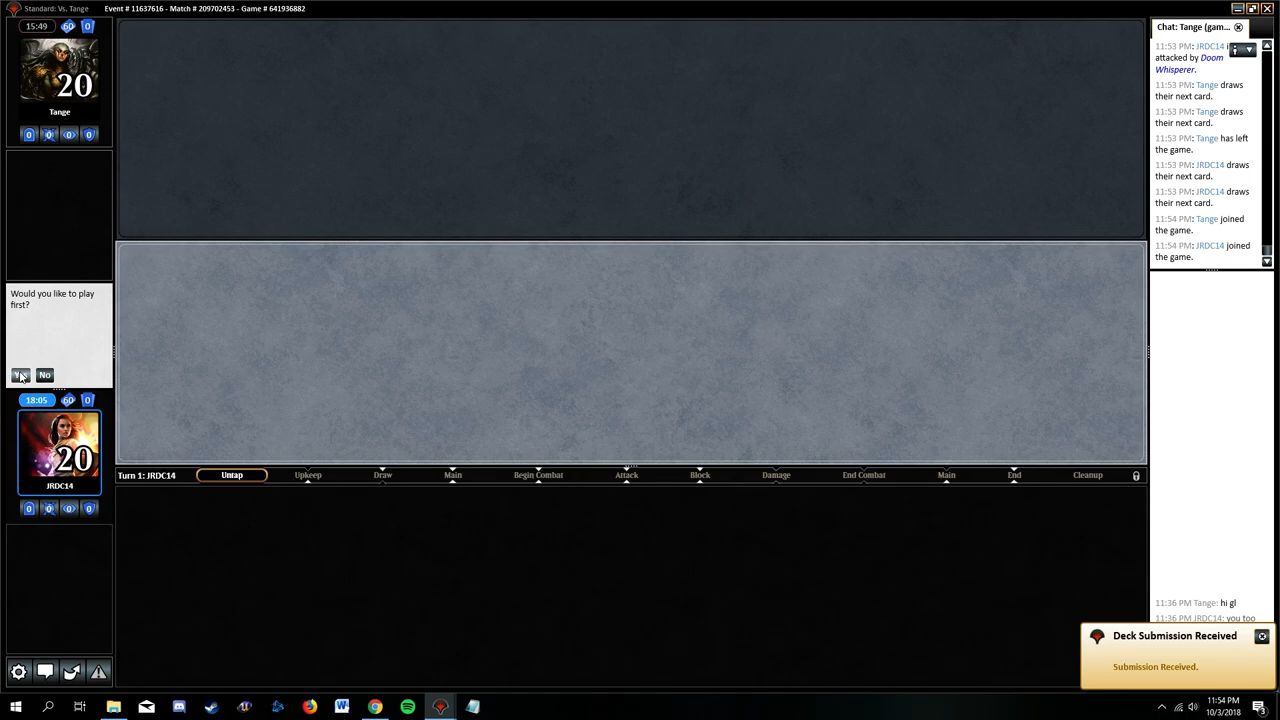 Standard: Vs. Tange
Event # 11637616 • Match # 209702453 • Game # 641936882
15:49 60 0
20
Tange
0 0 0 0
Would you like to play
first?
No
18:05 60 0
20
JRDC14
0 0 0 0
Turn 1: JRDC14 Untap Upkeep Draw Main Begin Combat Attack Block Damage End Combat Main End Cleanup
Chat: Tange (gam...
11:53 PM: JRDC14
attacked by Doom
Whisperer.
11:53 PM: Tange draws
their next card.
11:53 PM: Tange draws
their next card.
11:53 PM: Tange has left
the game.
11:53 PM: JRDC14 draws
their next card.
11:53 PM: JRDC14 draws
their next card.
11:54 PM: Tange joined
the game.
11:54 PM: JRDC14 joined
the game.
11:36 PM Tange: hi gl
11:36 PM JRDC14: you too
Deck Submission Received
Submission Received.
11:54 PM
10/3/2018
3